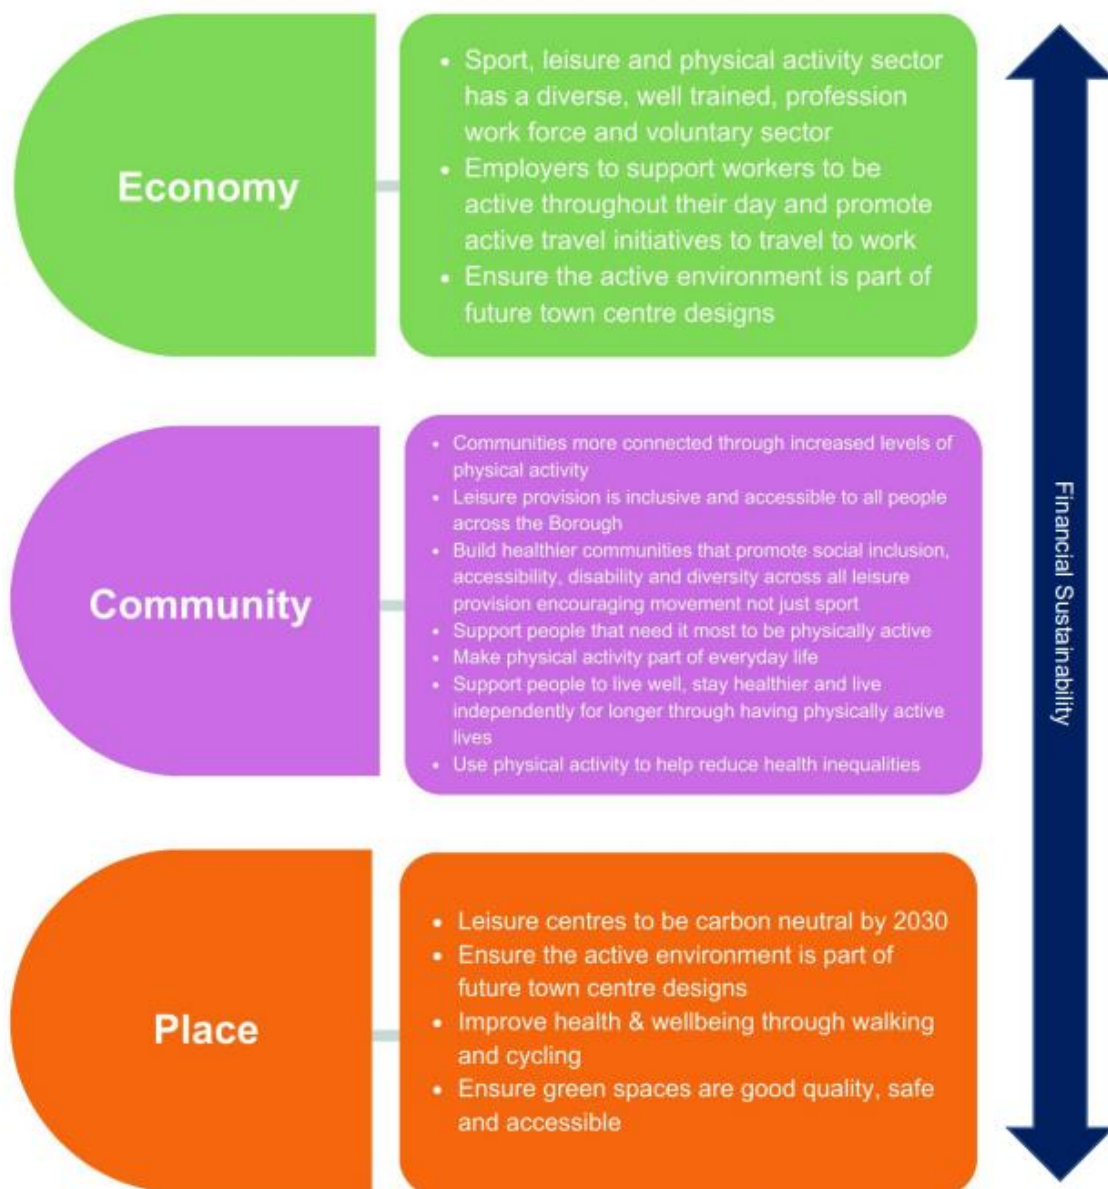 Economy
• Sport, leisure and physical activity sector
has a diverse, well trained, profession
work force and voluntary sector
• Employers to support workers to be
active throughout their day and promote
active travel initiatives to travel to work
• Ensure the active environment is part of
future town centre designs
Community
• Communities more connected through increased levels of
physical activity
• Leisure provision is inclusive and accessible to all people
across the Borough
• Build healthier communities that promote social inclusion,
accessibility, disability and diversity across all leisure
provision encouraging movement not just sport
• Support people that need it most to be physically active
• Make physical activity part of everyday life
• Support people to live well, stay healthier and live
independently for longer through having physically active
lives
• Use physical activity to help reduce health inequalities
Place
• Leisure centres to be carbon neutral by 2030
• Ensure the active environment is part of
future town centre designs
• Improve health & wellbeing through walking
and cycling
• Ensure green spaces are good quality, safe
and accessible
Financial Sustainability